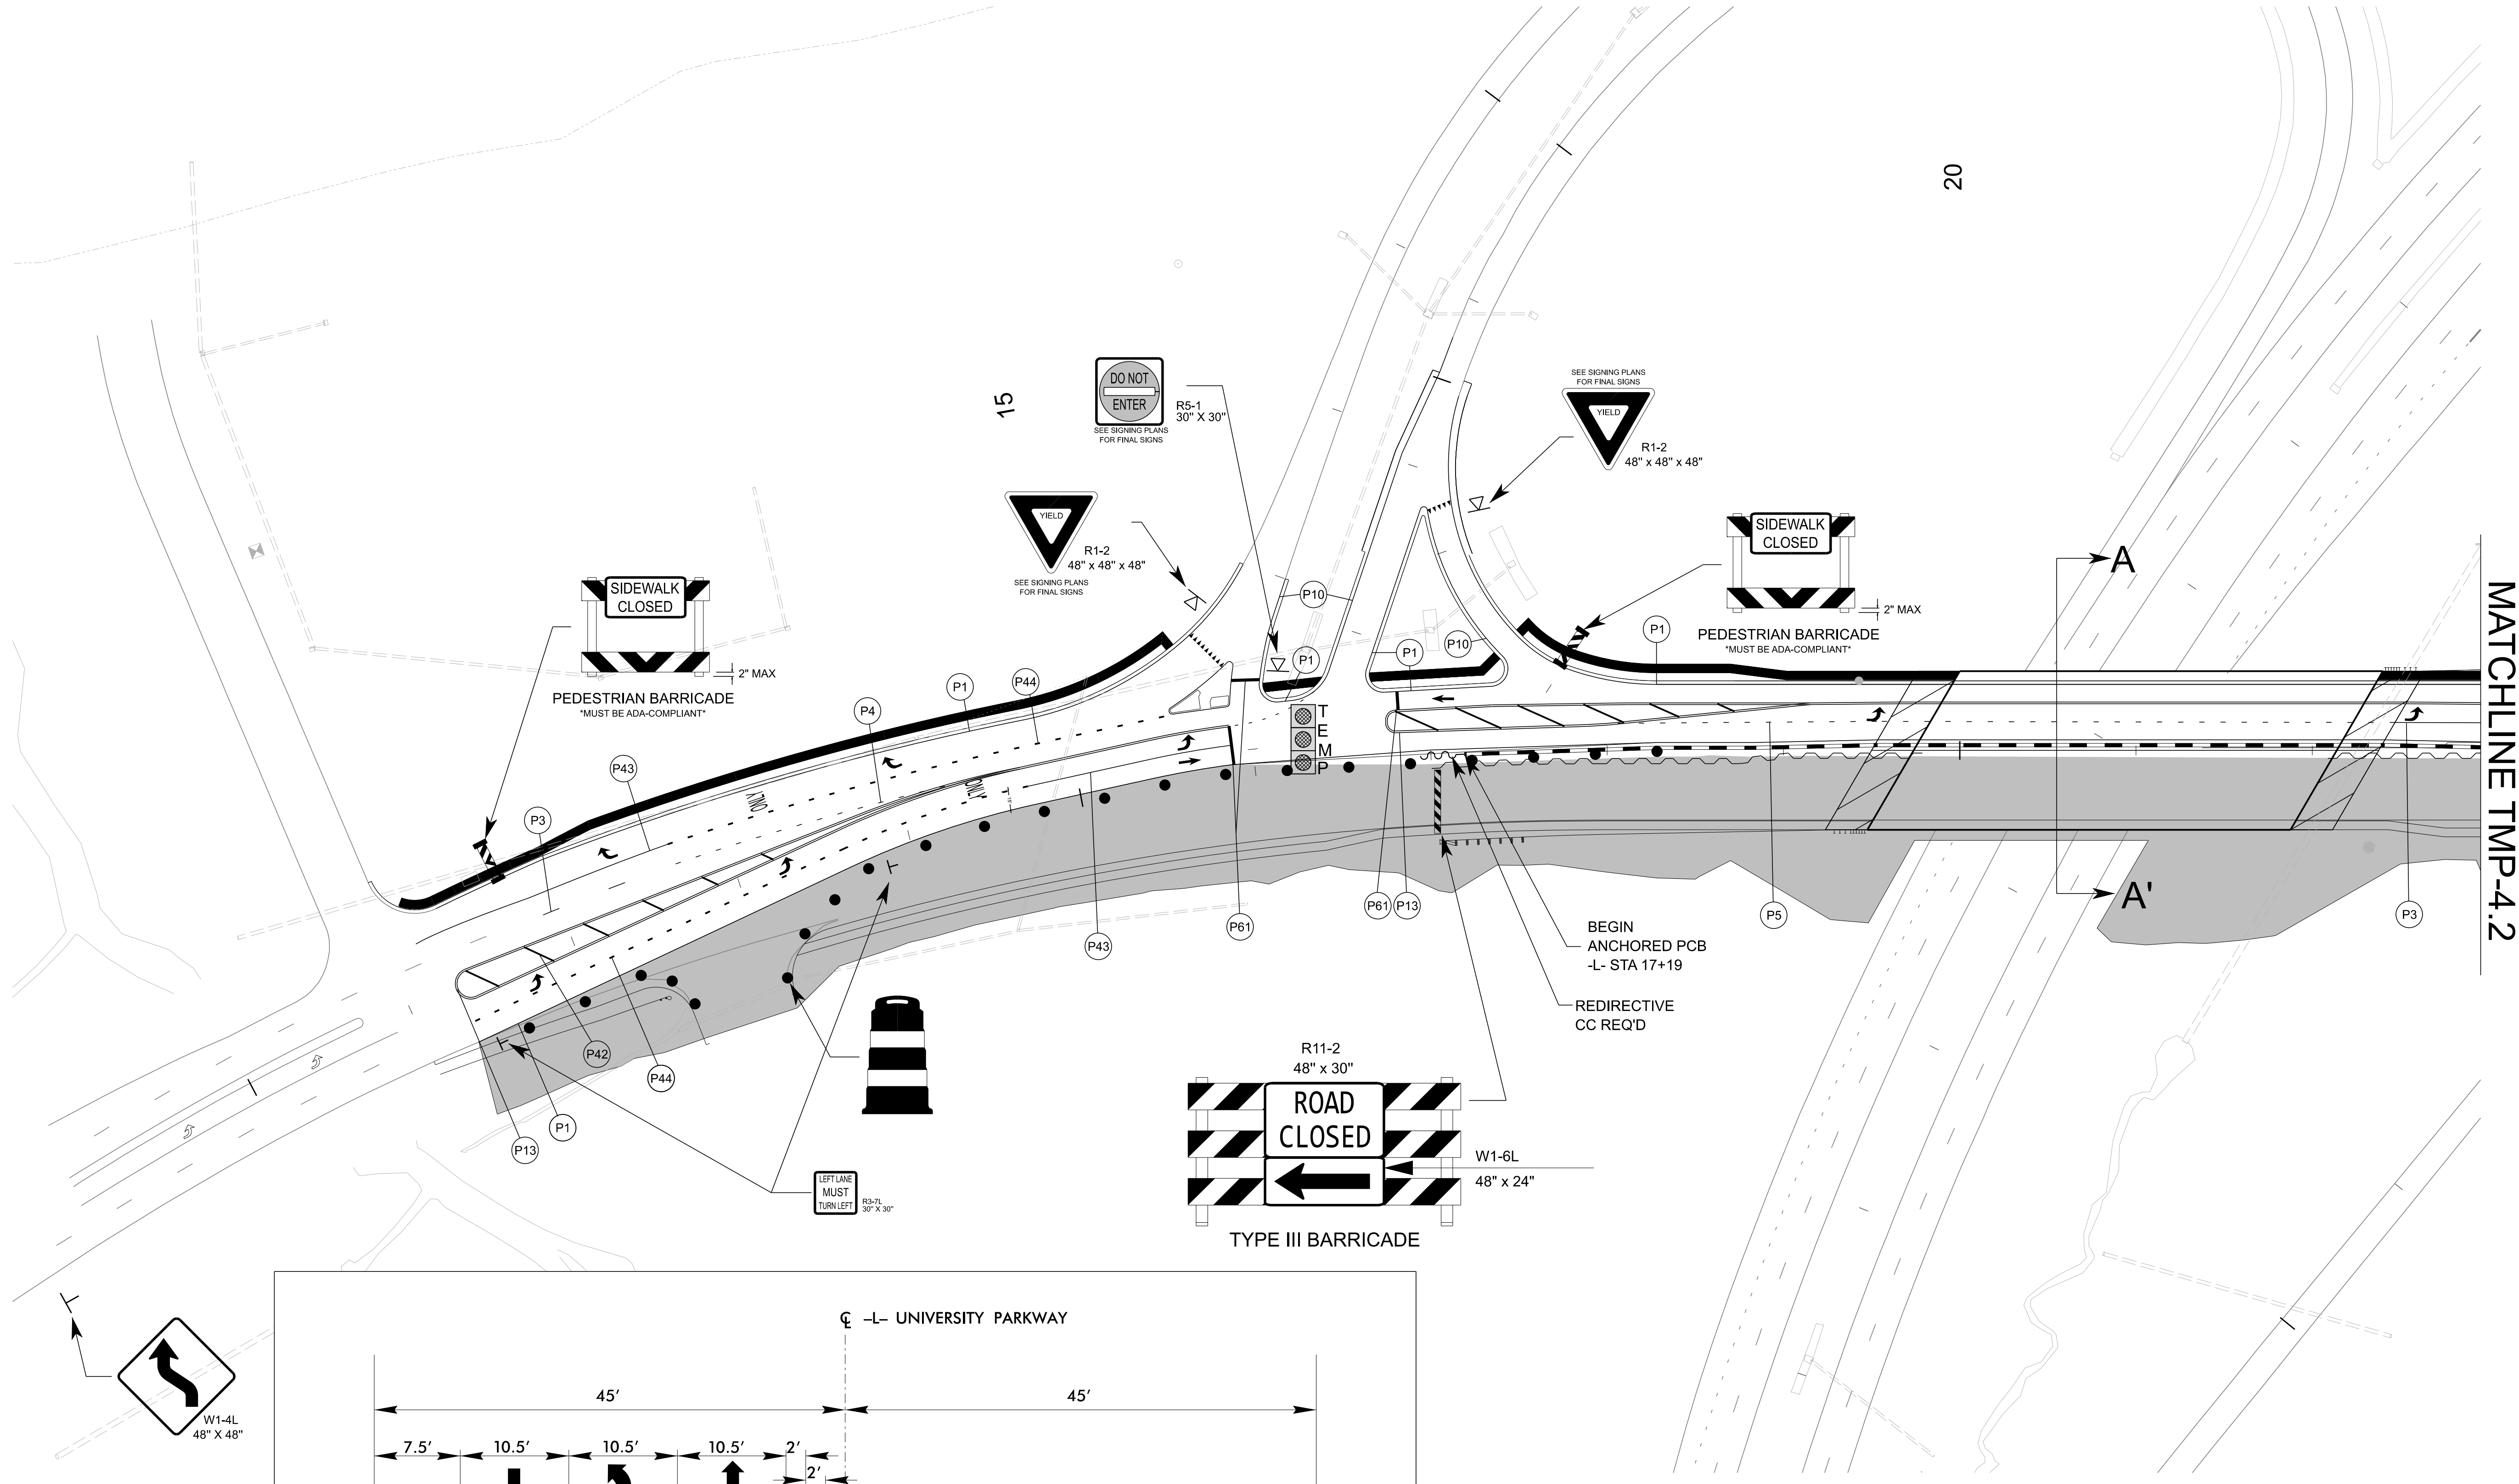 20
15
DO NOT
ENTER
R5-1
30" X 30"
SEE SIGNING PLANS
FOR FINAL SIGNS
SEE SIGNING PLANS
FOR FINAL SIGNS
YIELD
R1-2
48" x 48" x 48"
YIELD
R1-2
48" x 48" x 48"
SEE SIGNING PLANS
FOR FINAL SIGNS
SIDEWALK
CLOSED
2" MAX
PEDESTRIAN BARRICADE
*MUST BE ADA-COMPLIANT*
SIDEWALK
CLOSED
2" MAX
PEDESTRIAN BARRICADE
*MUST BE ADA-COMPLIANT*
A
A'
MATCHLINE TMP-4.2
P10
P1
P10
P1
P1
P1
P44
P4
P43
P3
ONLY
ONLY
T
E
M
P
P61
P13
P5
P3
P61
P43
P42
P44
P1
P13
BEGIN
ANCHORED PCB
-L- STA 17+19
REDIRECTIVE
CC REQ'D
R11-2
48" x 30"
ROAD
CLOSED
W1-6L
48" x 24"
TYPE III BARRICADE
LEFT LANE
MUST
TURN LEFT
R3-7L
30" X 30"
W1-4L
48" X 48"
℄ -L- UNIVERSITY PARKWAY
45' 45'
7.5' 10.5' 10.5' 10.5' 2'
2'